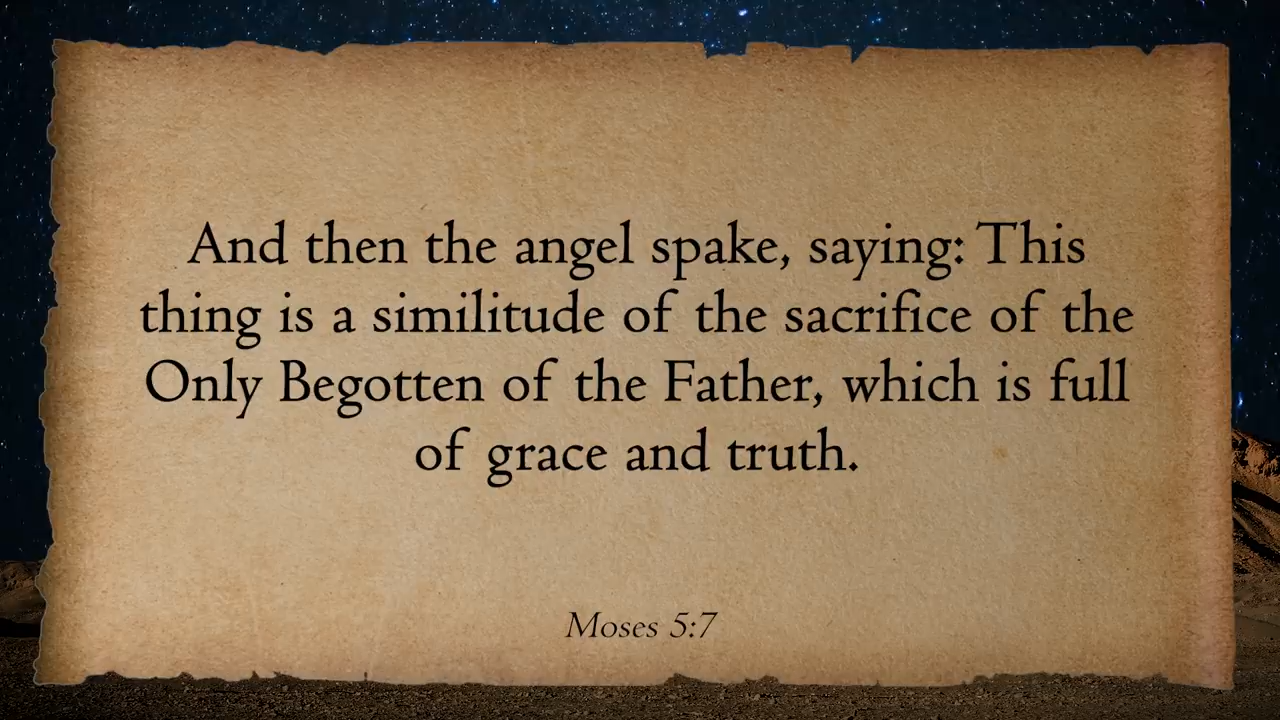 And then the angel spake, saying: This
thing is a similitude of the sacrifice of the
Only Begotten of the Father, which is full
of grace and truth.
Moses 5:7